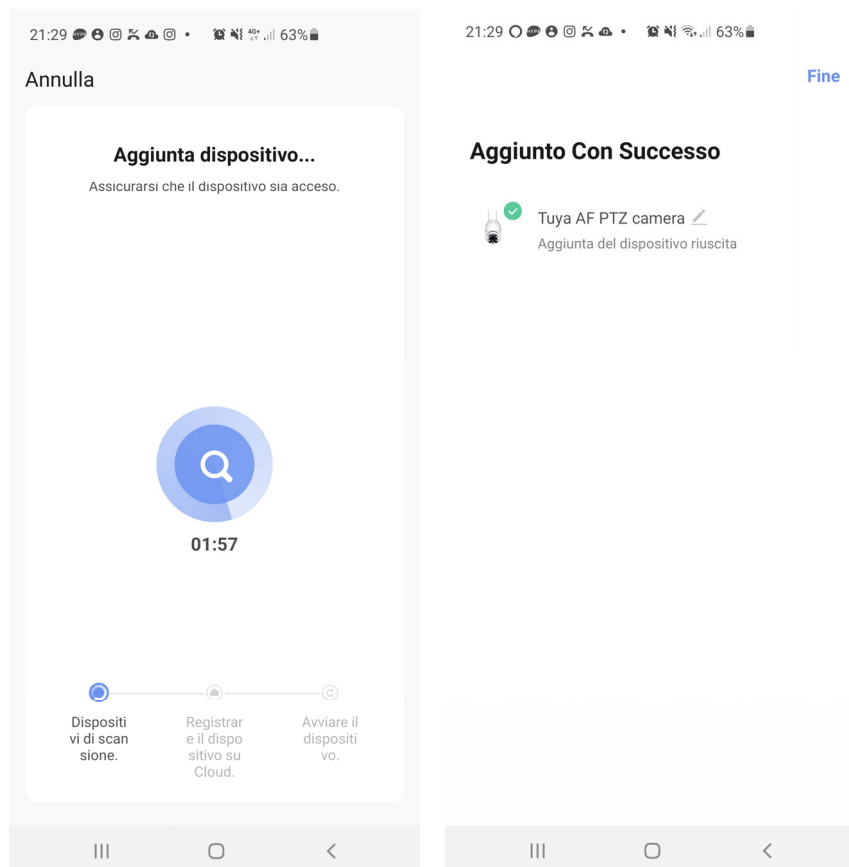 21:29 63%
Annulla
Aggiunta dispositivo...
Assicurarsi che il dispositivo sia acceso.
01:57
Dispositi
vi di scan
sione.
Registrar
e il dispo
sitivo su
Cloud.
Avviare il
dispositi
vo.
21:29 63%
Fine
Aggiunto Con Successo
Tuya AF PTZ camera
Aggiunta del dispositivo riuscita